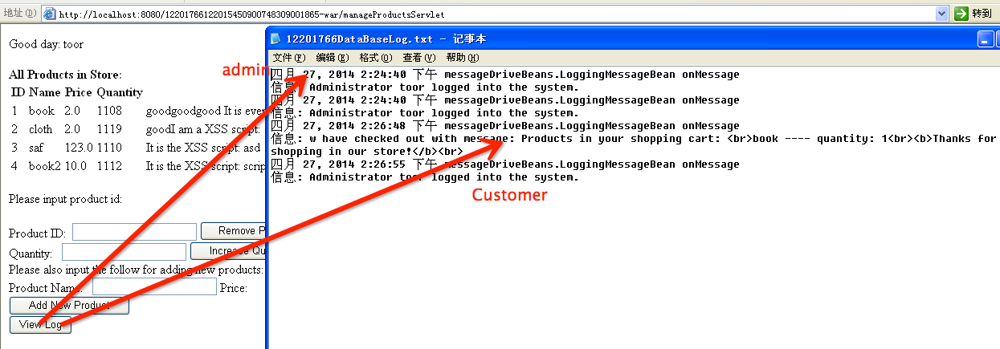 地址(D) http://localhost:8080/12201766122015450900748309001865-war/manageProductsServlet 转到
Good day: toor
All Products in Store:
ID Name Price Quantity
1 book 2.0 1108 goodgoodgood It is ever
2 cloth 2.0 1119 goodI am a XSS script:
3 saf 123.0 1110 It is the XSS script: asd
4 book2 10.0 1112 It is the XSS script: scrip
Please input product id:
Product ID: Remove P
Quantity: Increase Qu
Please also input the follow for adding new products:
Product Name: Price:
Add New Product
View Log
12201766DataBaseLog.txt - 记事本
文件(F) 编辑(E) 格式(O) 查看(V) 帮助(H)
admin
四月 27, 2014 2:24:40 下午 messageDriveBeans.LoggingMessageBean onMessage
信息: Administrator toor logged into the system.
四月 27, 2014 2:24:40 下午 messageDriveBeans.LoggingMessageBean onMessage
信息: Administrator toor logged into the system.
四月 27, 2014 2:26:48 下午 messageDriveBeans.LoggingMessageBean onMessage
信息: w have checked out with message: Products in your shopping cart: <br>book ---- quantity: 1<br><b>Thanks for
shopping in our store!</b><br>
四月 27, 2014 2:26:55 下午 messageDriveBeans.LoggingMessageBean onMessage
信息: Administrator toor logged into the system.
Customer